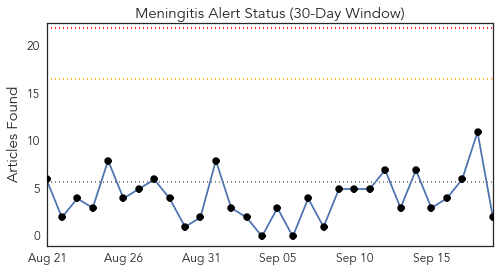 Meningitis Alert Status (30-Day Window)
Articles Found
20
15
10
5
0
Aug 21 Aug 26 Aug 31 Sep 05 Sep 10 Sep 15